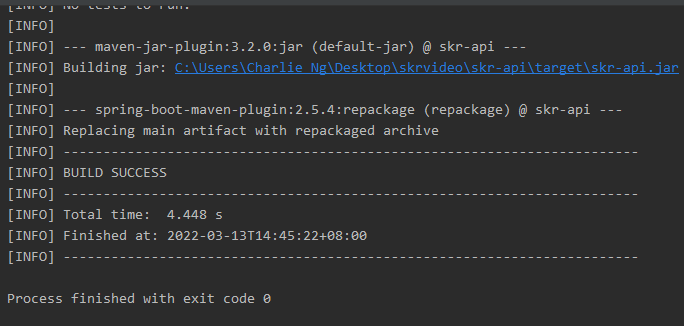 [INFO] No tests to run.
[INFO]
[INFO] --- maven-jar-plugin:3.2.0:jar (default-jar) @ skr-api ---
[INFO] Building jar: C:\Users\Charlie Ng\Desktop\skrvideo\skr-api\target\skr-api.jar
[INFO]
[INFO] --- spring-boot-maven-plugin:2.5.4:repackage (repackage) @ skr-api ---
[INFO] Replacing main artifact with repackaged archive
[INFO] ------------------------------------------------------------------------
[INFO] BUILD SUCCESS
[INFO] ------------------------------------------------------------------------
[INFO] Total time:  4.448 s
[INFO] Finished at: 2022-03-13T14:45:22+08:00
[INFO] ------------------------------------------------------------------------
Process finished with exit code 0